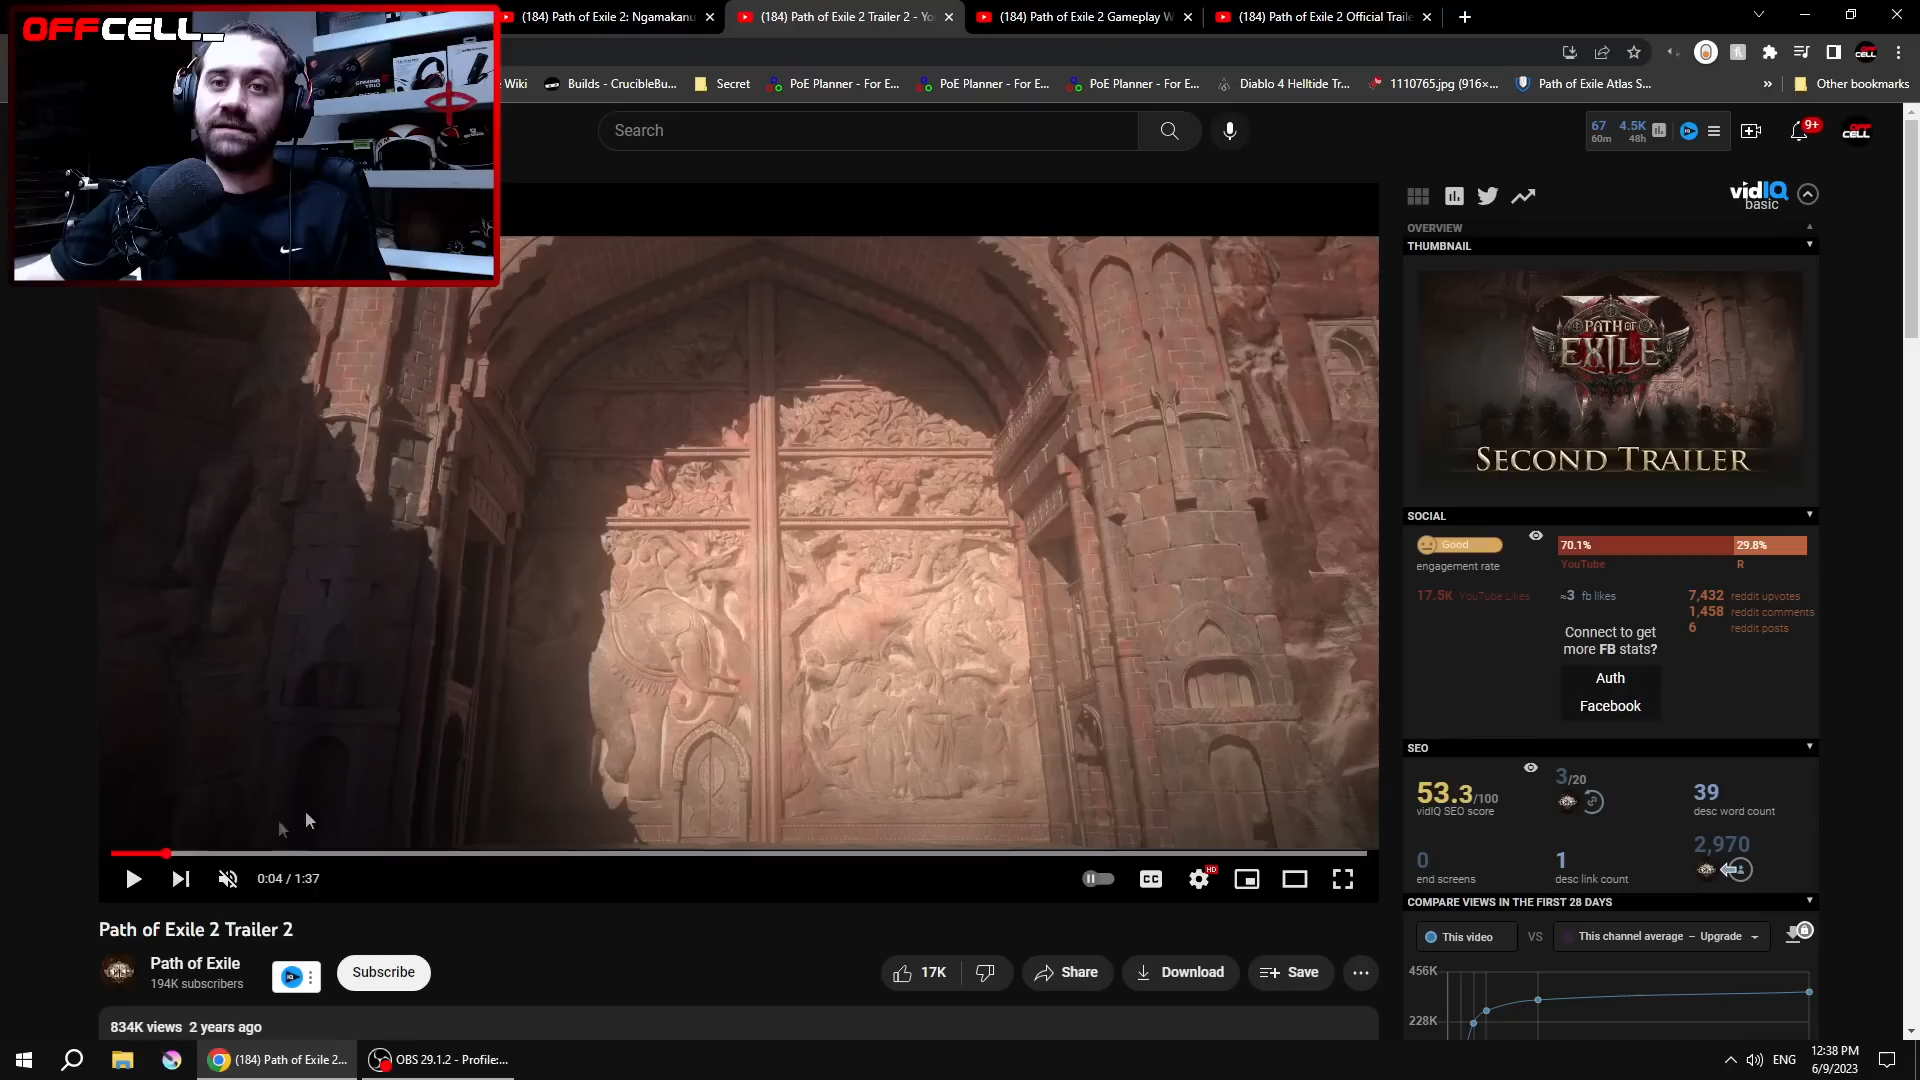 OFFCELL_
(184) Path of Exile 2: Ngamakanu
(184) Path of Exile 2 Trailer 2 - Yo
(184) Path of Exile 2 Gameplay W
(184) Path of Exile 2 Official Traile
Wiki
Builds - CrucibleBu...
Secret
PoE Planner - For E...
PoE Planner - For E...
PoE Planner - For E...
Diablo 4 Helltide Tr...
1110765.jpg (916×...
Path of Exile Atlas S...
»
Other bookmarks
Search
67 4.5K
60m 48h
9+
OFF CELL
vidIQ
basic
OVERVIEW
THUMBNAIL
PATH OF EXILE II
SECOND TRAILER
SOCIAL
Good
engagement rate
70.1% 29.8%
YouTube R
17.5K YouTube Likes
≈3 fb likes
7,432 reddit upvotes
1,458 reddit comments
6 reddit posts
Connect to get
more FB stats?
Auth
Facebook
SEO
53.3/100
vidIQ SEO score
3/20
39
desc word count
0
end screens
1
desc link count
2,970
COMPARE VIEWS IN THE FIRST 28 DAYS
This video
VS
This channel average – Upgrade
456K
228K
0:04 / 1:37
CC
HD
Path of Exile 2 Trailer 2
Path of Exile
194K subscribers
IQ
Subscribe
17K
Share
Download
Save
834K views 2 years ago
(184) Path of Exile 2...
OBS 29.1.2 - Profile:...
ENG
12:38 PM
6/9/2023